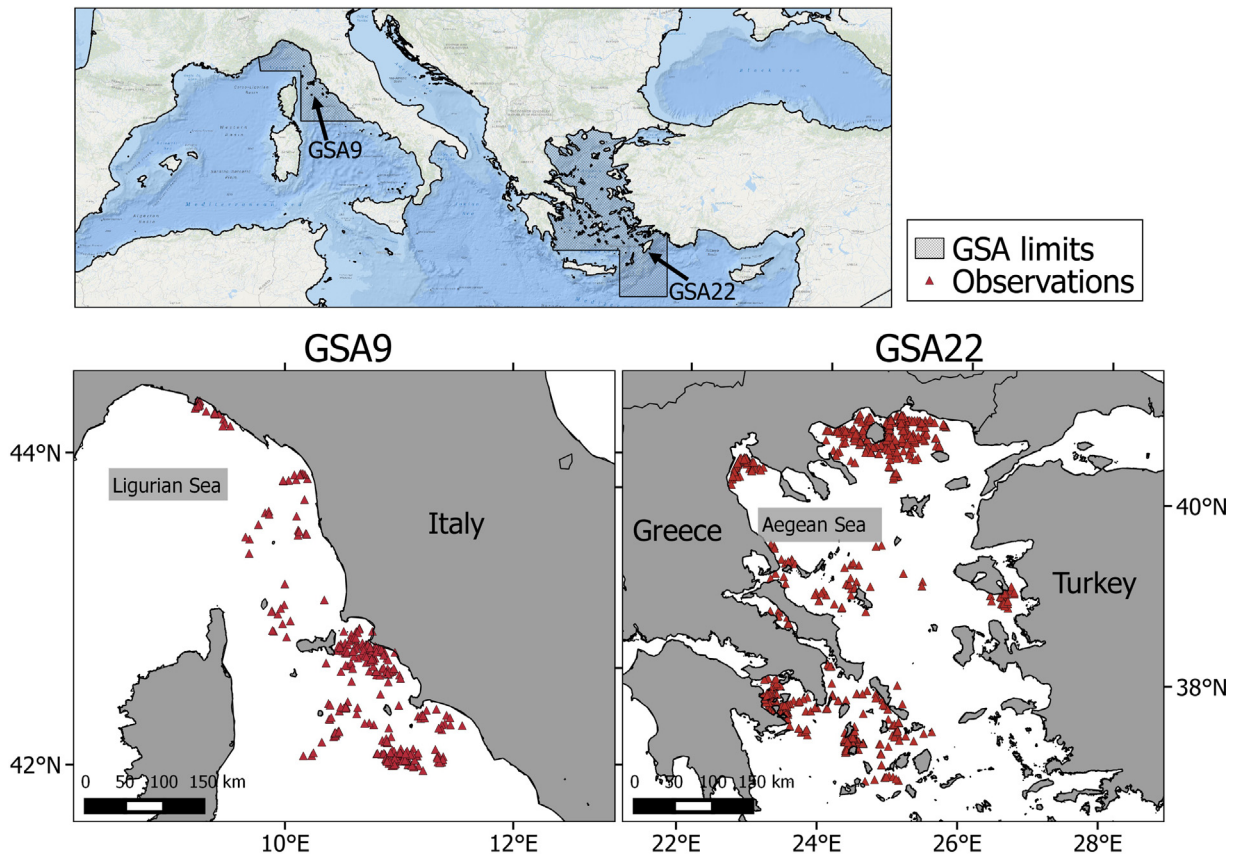 GSA9
GSA22
GSA limits
Observations
GSA9
GSA22
44°N
42°N
10°E
12°E
Ligurian Sea
Italy
0 50 100 150 km
Greece
Aegean Sea
Turkey
40°N
38°N
0 50 100 150 km
22°E
24°E
26°E
28°E